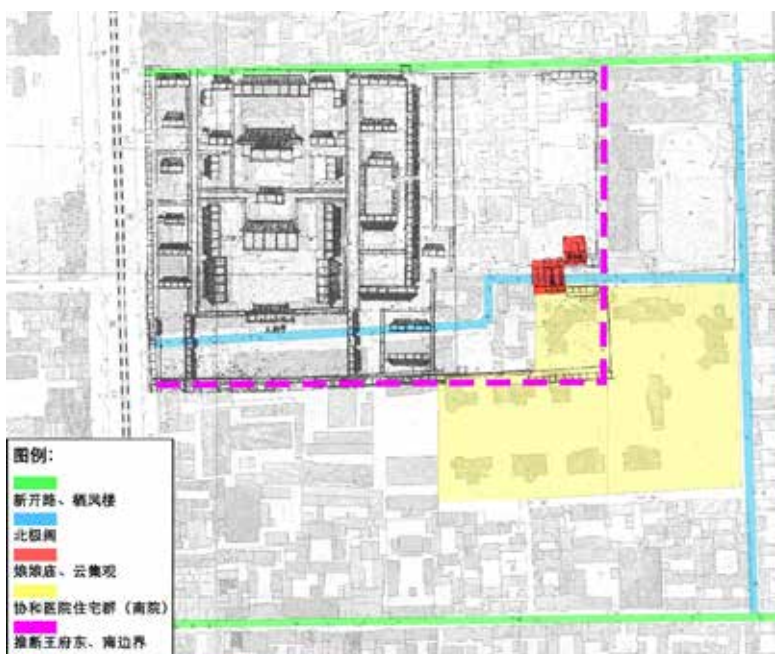 图例：
新开路、栖凤楼
北极阁
娘娘庙、云集观
协和医院住宅群（南院）
推断王府东、南边界